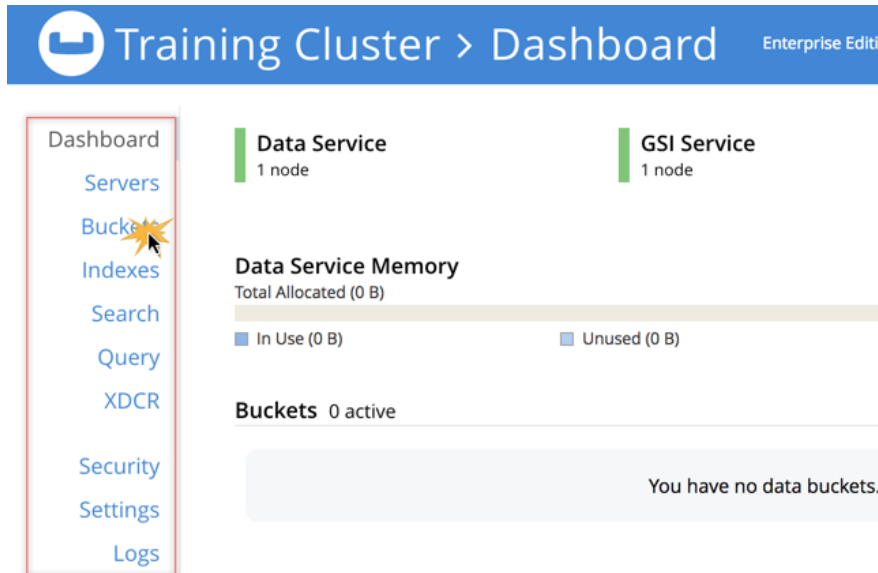 Training Cluster > Dashboard
Enterprise Editi
Dashboard
Servers
Buckets
Indexes
Search
Query
XDCR
Security
Settings
Logs
Data Service
1 node
GSI Service
1 node
Data Service Memory
Total Allocated (0 B)
In Use (0 B)
Unused (0 B)
Buckets 0 active
You have no data buckets.